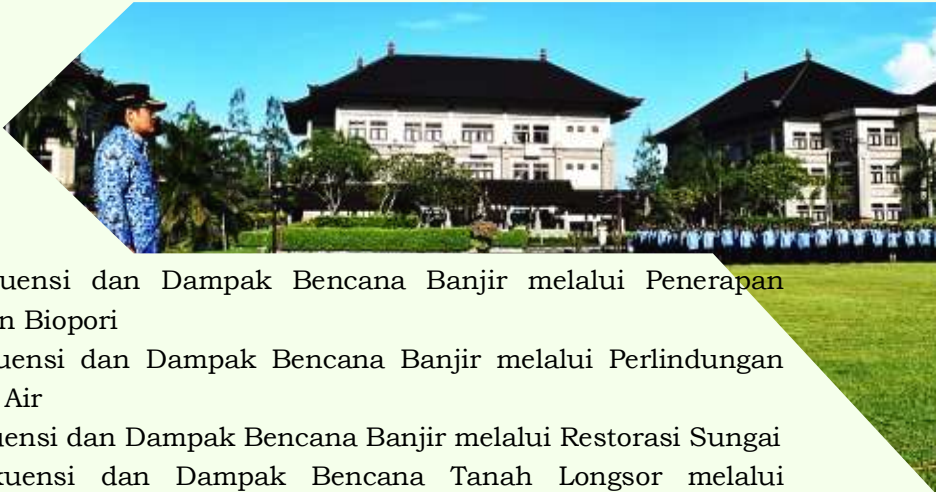 uensi dan Dampak Bencana Banjir melalui Penerapan
n Biopori
uensi dan Dampak Bencana Banjir melalui Perlindungan
Air
uensi dan Dampak Bencana Banjir melalui Restorasi Sungai
kuensi dan Dampak Bencana Tanah Longsor melalui